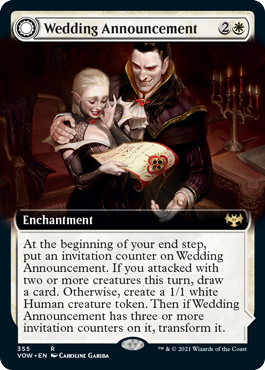 Wedding Announcement 2
Enchantment
At the beginning of your end step,
put an invitation counter on Wedding
Announcement. If you attacked with
two or more creatures this turn, draw
a card. Otherwise, create a 1/1 white
Human creature token. Then if Wedding
Announcement has three or more
invitation counters on it, transform it.
355 R
VOW • EN CAROLINE GARIBA
™ & © 2021 Wizards of the Coast